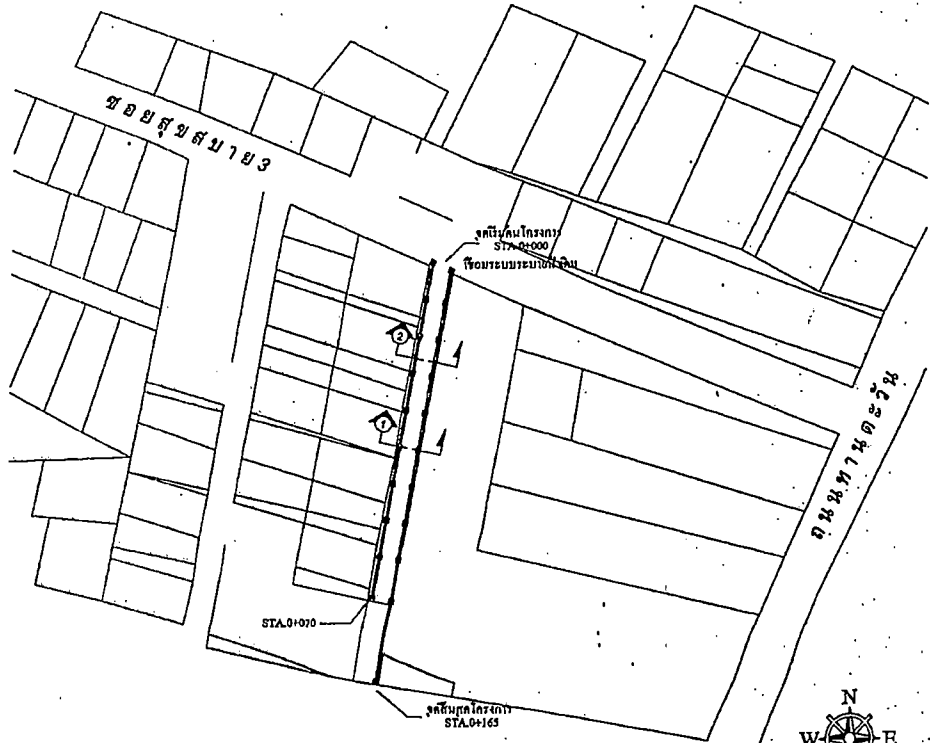 ซอยสุขสบาย3
จุดเริ่มต้นโครงการ
STA.0+000
เชื่อมระบบระบายน้ำเดิม
2
1
ถนนทานตะวัน
STA.0+070
จุดสิ้นสุดโครงการ
STA.0+165
N
W E